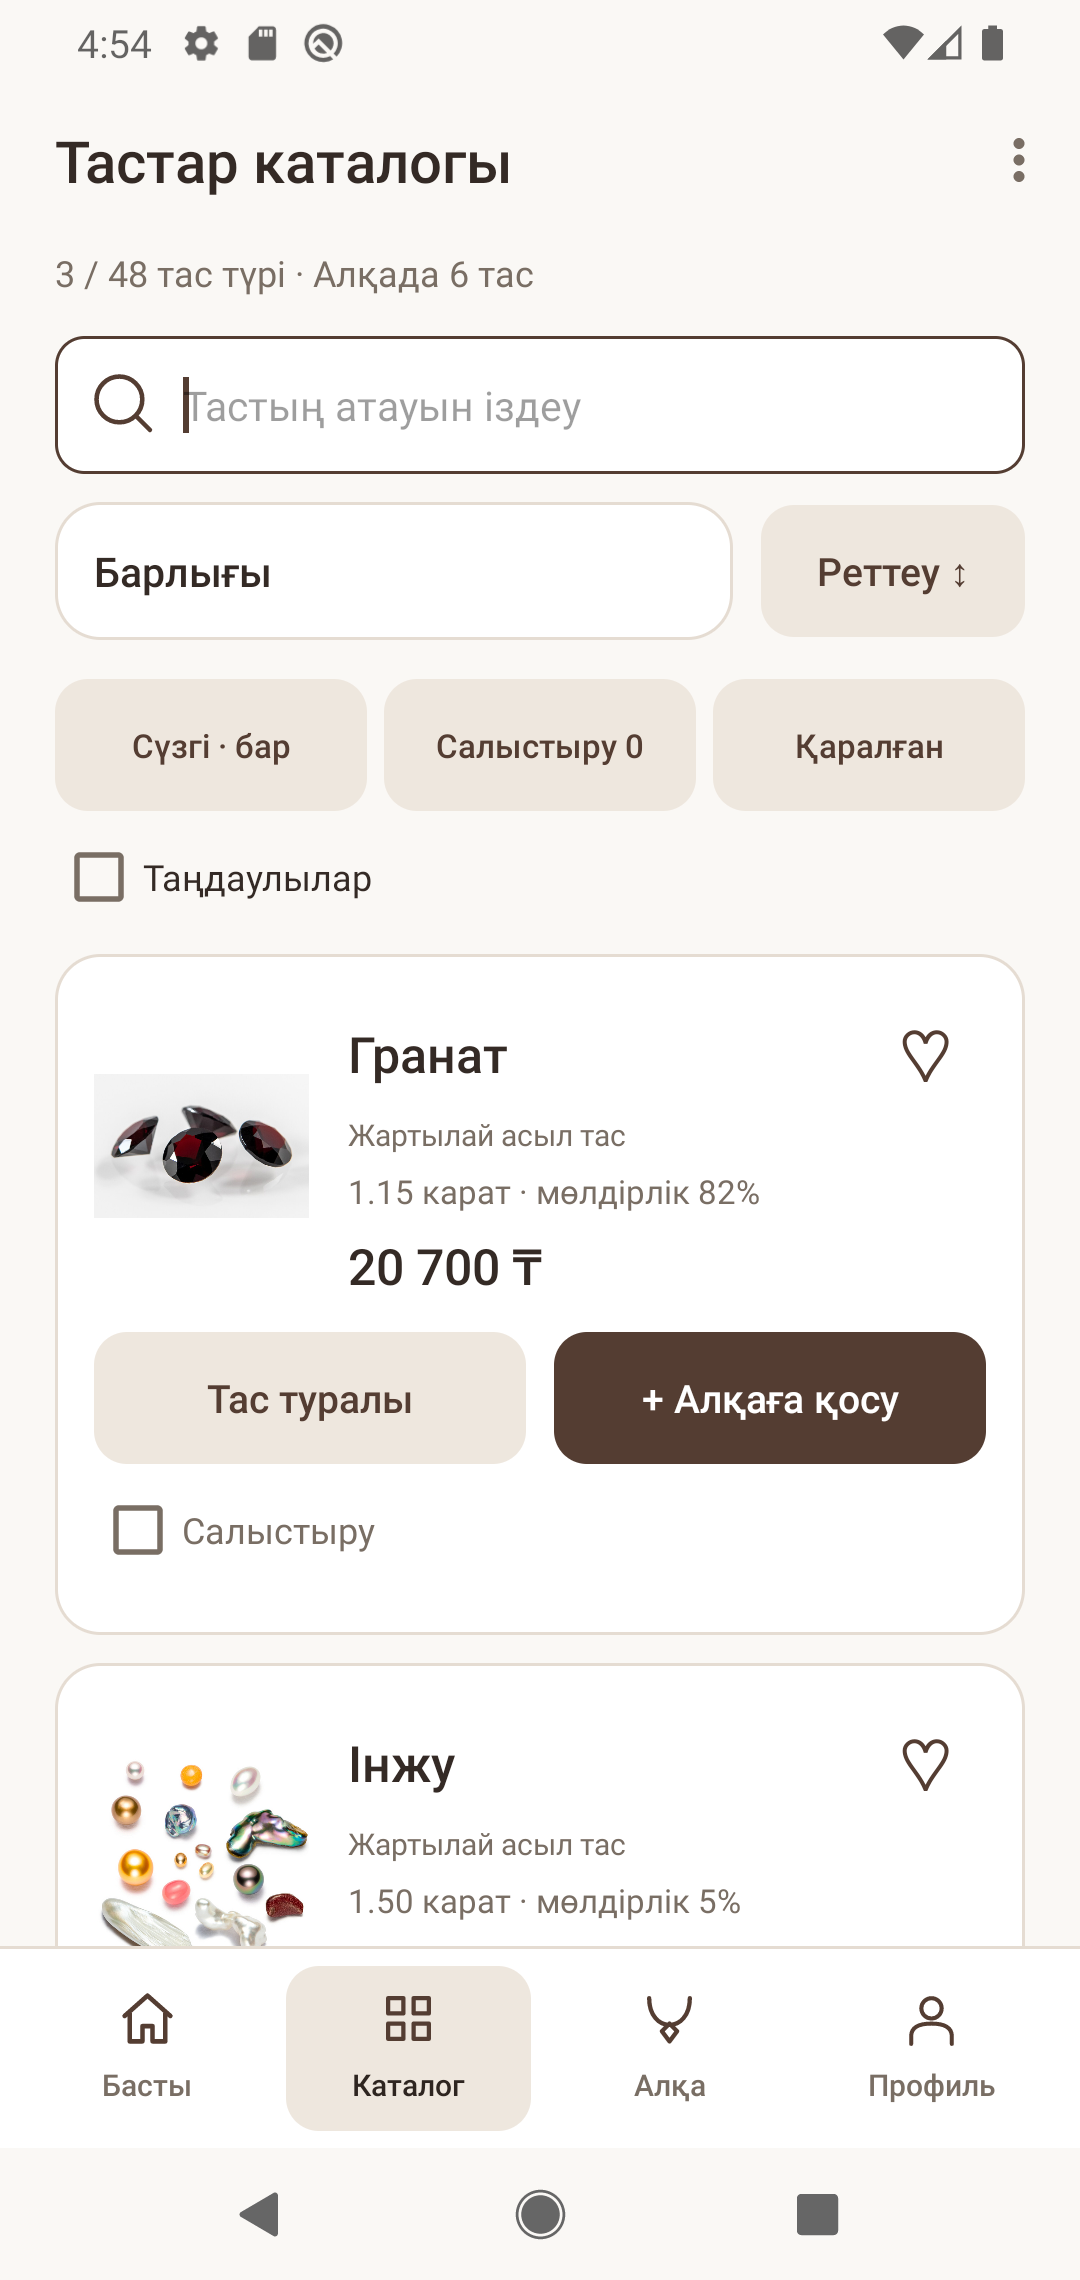 4:54
Тастар каталогы
3 / 48 тас түрі · Алқада 6 тас
Тастың атауын іздеу
Барлығы
Реттеу ↕
Сүзгі · бар
Салыстыру 0
Қаралған
Таңдаулылар
Гранат
Жартылай асыл тас
1.15 карат · мөлдірлік 82%
20 700 ₸
Тас туралы
+ Алқаға қосу
Салыстыру
Інжу
Жартылай асыл тас
1.50 карат · мөлдірлік 5%
Басты
Каталог
Алқа
Профиль